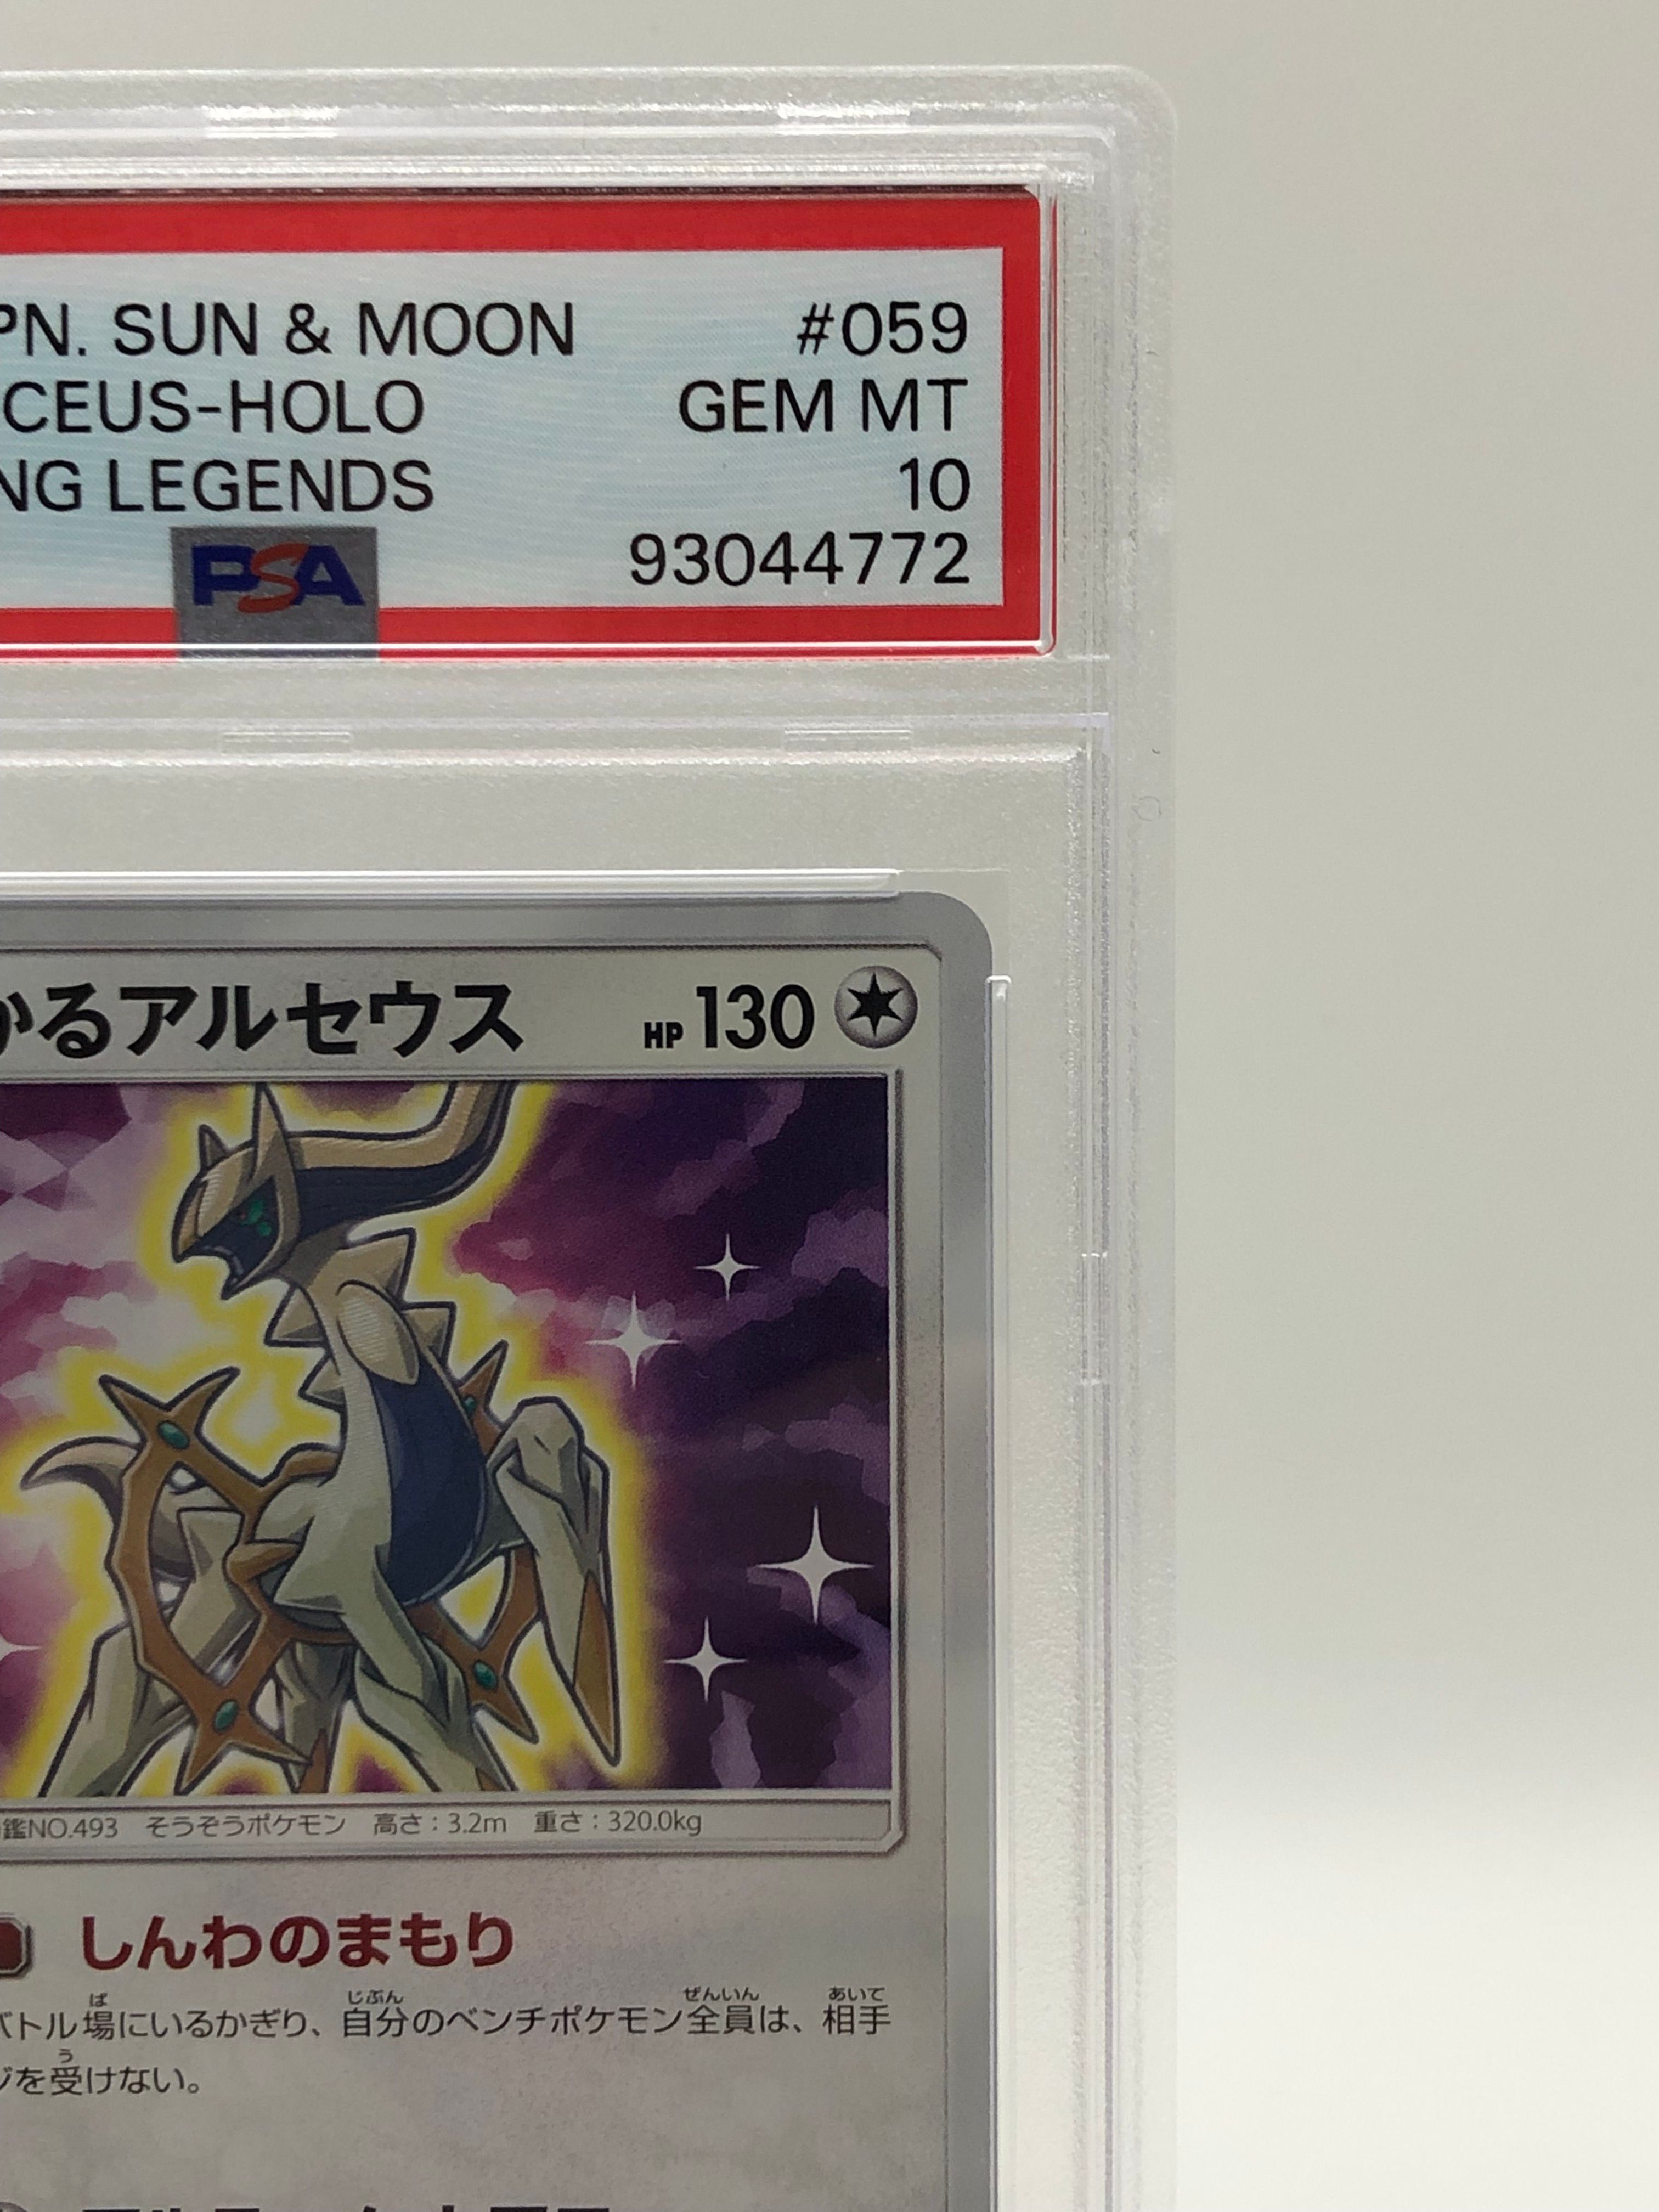 PN. SUN & MOON #059
CEUS-HOLO GEM MT
NG LEGENDS 10
PSA 93044772
かるアルセウス HP 130
鑑NO.493 そうぞうポケモン 高さ：3.2m 重さ：320.0kg
しんわのまもり
バトル場にいるかぎり、自分のベンチポケモン全員は、相手
ジを受けない。